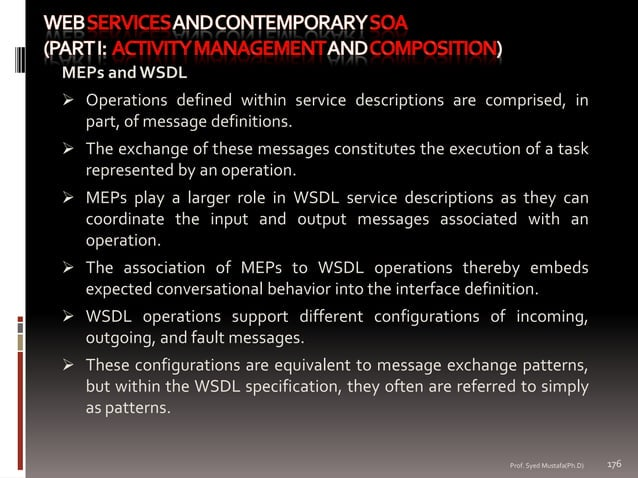 WEB SERVICES AND CONTEMPORARY SOA
(PART I: ACTIVITY MANAGEMENT AND COMPOSITION)
MEPs and WSDL
➢ Operations defined within service descriptions are comprised, in
part, of message definitions.
➢ The exchange of these messages constitutes the execution of a task
represented by an operation.
➢ MEPs play a larger role in WSDL service descriptions as they can
coordinate the input and output messages associated with an
operation.
➢ The association of MEPs to WSDL operations thereby embeds
expected conversational behavior into the interface definition.
➢ WSDL operations support different configurations of incoming,
outgoing, and fault messages.
➢ These configurations are equivalent to message exchange patterns,
but within the WSDL specification, they often are referred to simply
as patterns.
Prof. Syed Mustafa(Ph.D) 176